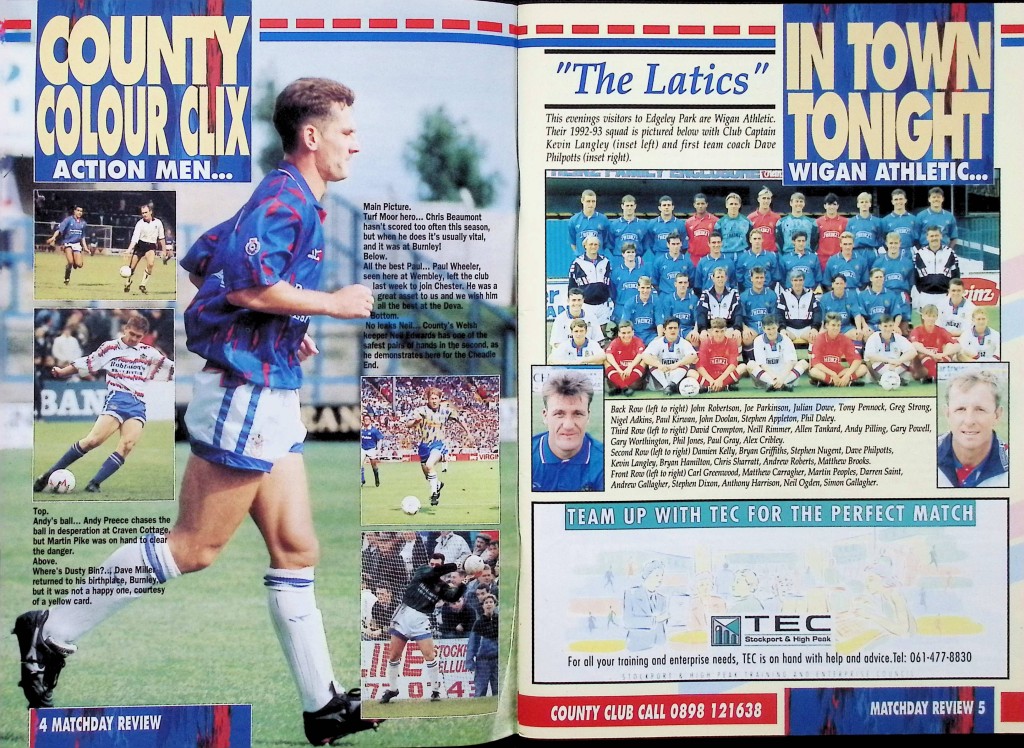 COUNTY
COLOUR CLIX
ACTION MEN...
Main Picture.
Turf Moor hero... Chris Beaumont
hasn't scored too often this season,
but when he does it's usually vital,
and it was at Burnley!
Below.
All the best Paul... Paul Wheeler,
seen here at Wembley, left the club
last week to join Chester. He was a
great asset to us and we wish him
all the best at the Deva.
Bottom.
No leaks Neil... County's Welsh
keeper Neil Edwards has one of the
safest pairs of hands in the second, as
he demonstrates here for the Cheadle
End.
Top.
Andy's ball... Andy Preece chases the
ball in desperation at Craven Cottage,
but Martin Pike was on hand to clear
the danger.
Above.
Where's Dusty Bin?... Dave Miller
returned to his birthplace, Burnley,
but it was not a happy one, courtesy
of a yellow card.
4 MATCHDAY REVIEW
"The Latics"
IN TOWN
TONIGHT
WIGAN ATHLETIC...
This evenings visitors to Edgeley Park are Wigan Athletic.
Their 1992-93 squad is pictured below with Club Captain
Kevin Langley (inset left) and first team coach Dave
Philpotts (inset right).
Back Row (left to right) John Robertson, Joe Parkinson, Julian Dowe, Tony Pennock, Greg Strong,
Nigel Adkins, Paul Kirwan, John Doolan, Stephen Appleton, Phil Daley.
Third Row (left to right) David Crompton, Neill Rimmer, Allen Tankard, Andy Pilling, Gary Powell,
Gary Worthington, Phil Jones, Paul Gray, Alex Cribley.
Second Row (left to right) Damien Kelly, Bryan Griffiths, Stephen Nugent, Dave Philpotts,
Kevin Langley, Bryan Hamilton, Chris Sharratt, Andrew Roberts, Matthew Brooks.
Front Row (left to right) Carl Greenwood, Matthew Carragher, Martin Peoples, Darren Saint,
Andrew Gallagher, Stephen Dixon, Anthony Harrison, Neil Ogden, Simon Gallagher.
TEAM UP WITH TEC FOR THE PERFECT MATCH
TEC
Stockport & High Peak
For all your training and enterprise needs, TEC is on hand with help and advice.Tel: 061-477-8830
COUNTY CLUB CALL 0898 121638
MATCHDAY REVIEW 5